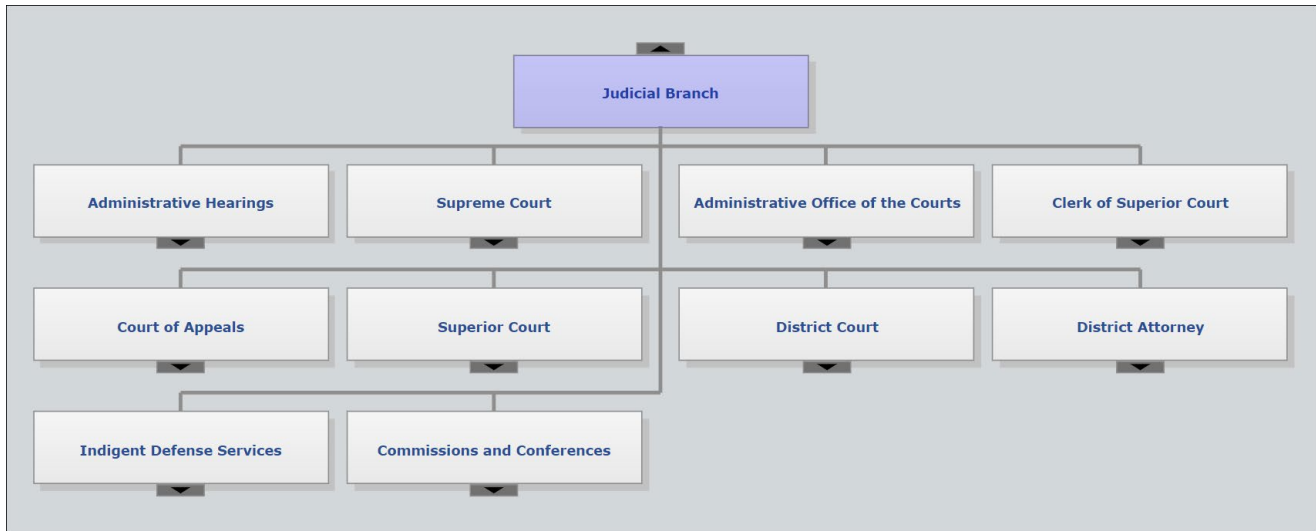 Judicial Branch
Administrative Hearings
Supreme Court
Administrative Office of the Courts
Clerk of Superior Court
Court of Appeals
Superior Court
District Court
District Attorney
Indigent Defense Services
Commissions and Conferences